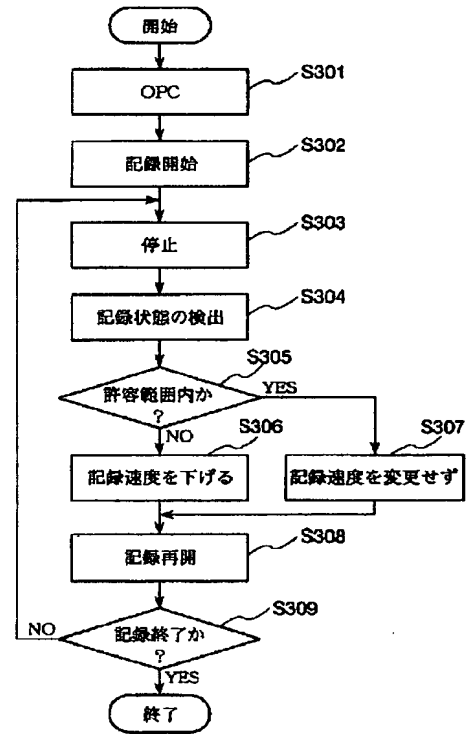 開始
S301
OPC
S302
記録開始
S303
停止
S304
記録状態の検出
S305
許容範囲内か
?
YES
NO
S306
記録速度を下げる
S307
記録速度を変更せず
S308
記録再開
S309
記録終了か
?
NO
YES
終了